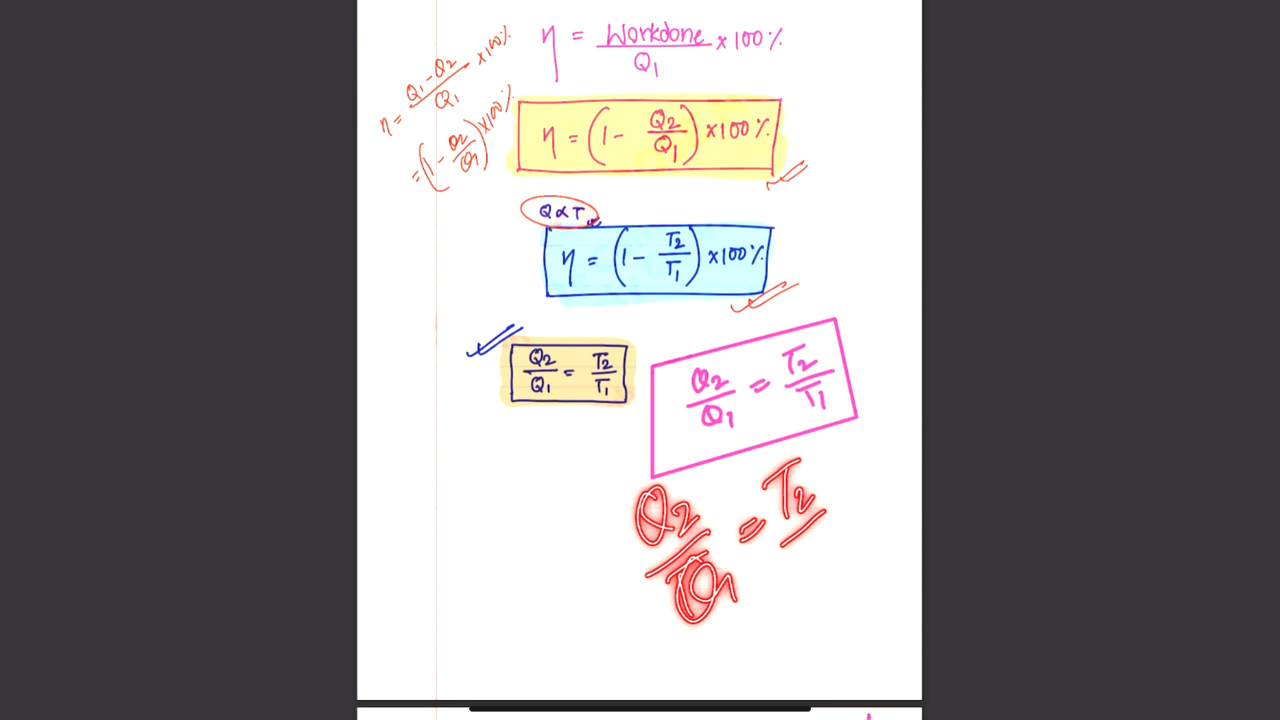 η = Workdone / Q1 × 100 %
η = Q1 - Q2 / Q1 × 100 %
= (1 - Q2 / Q1) × 100 %
η = (1 - Q2 / Q1) × 100 %
Q ∝ T
η = (1 - T2 / T1) × 100 %
Q2 / Q1 = T2 / T1
Q2 / Q1 = T2 / T1
Q2 / Q1 = T2